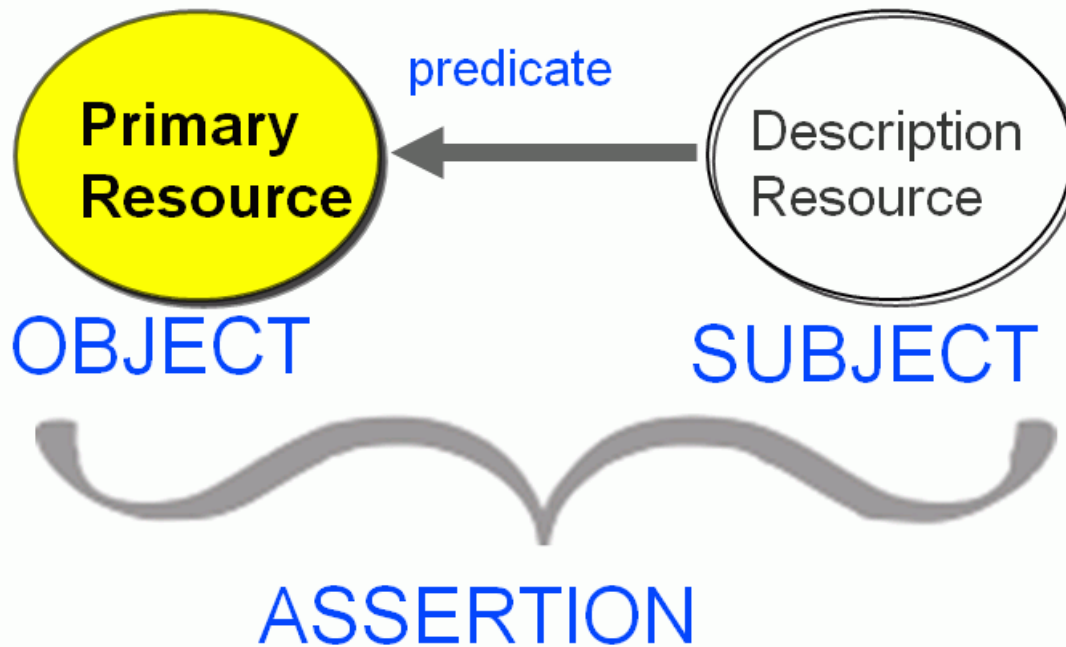 predicate
Primary
Resource
Description
Resource
OBJECT
SUBJECT
ASSERTION